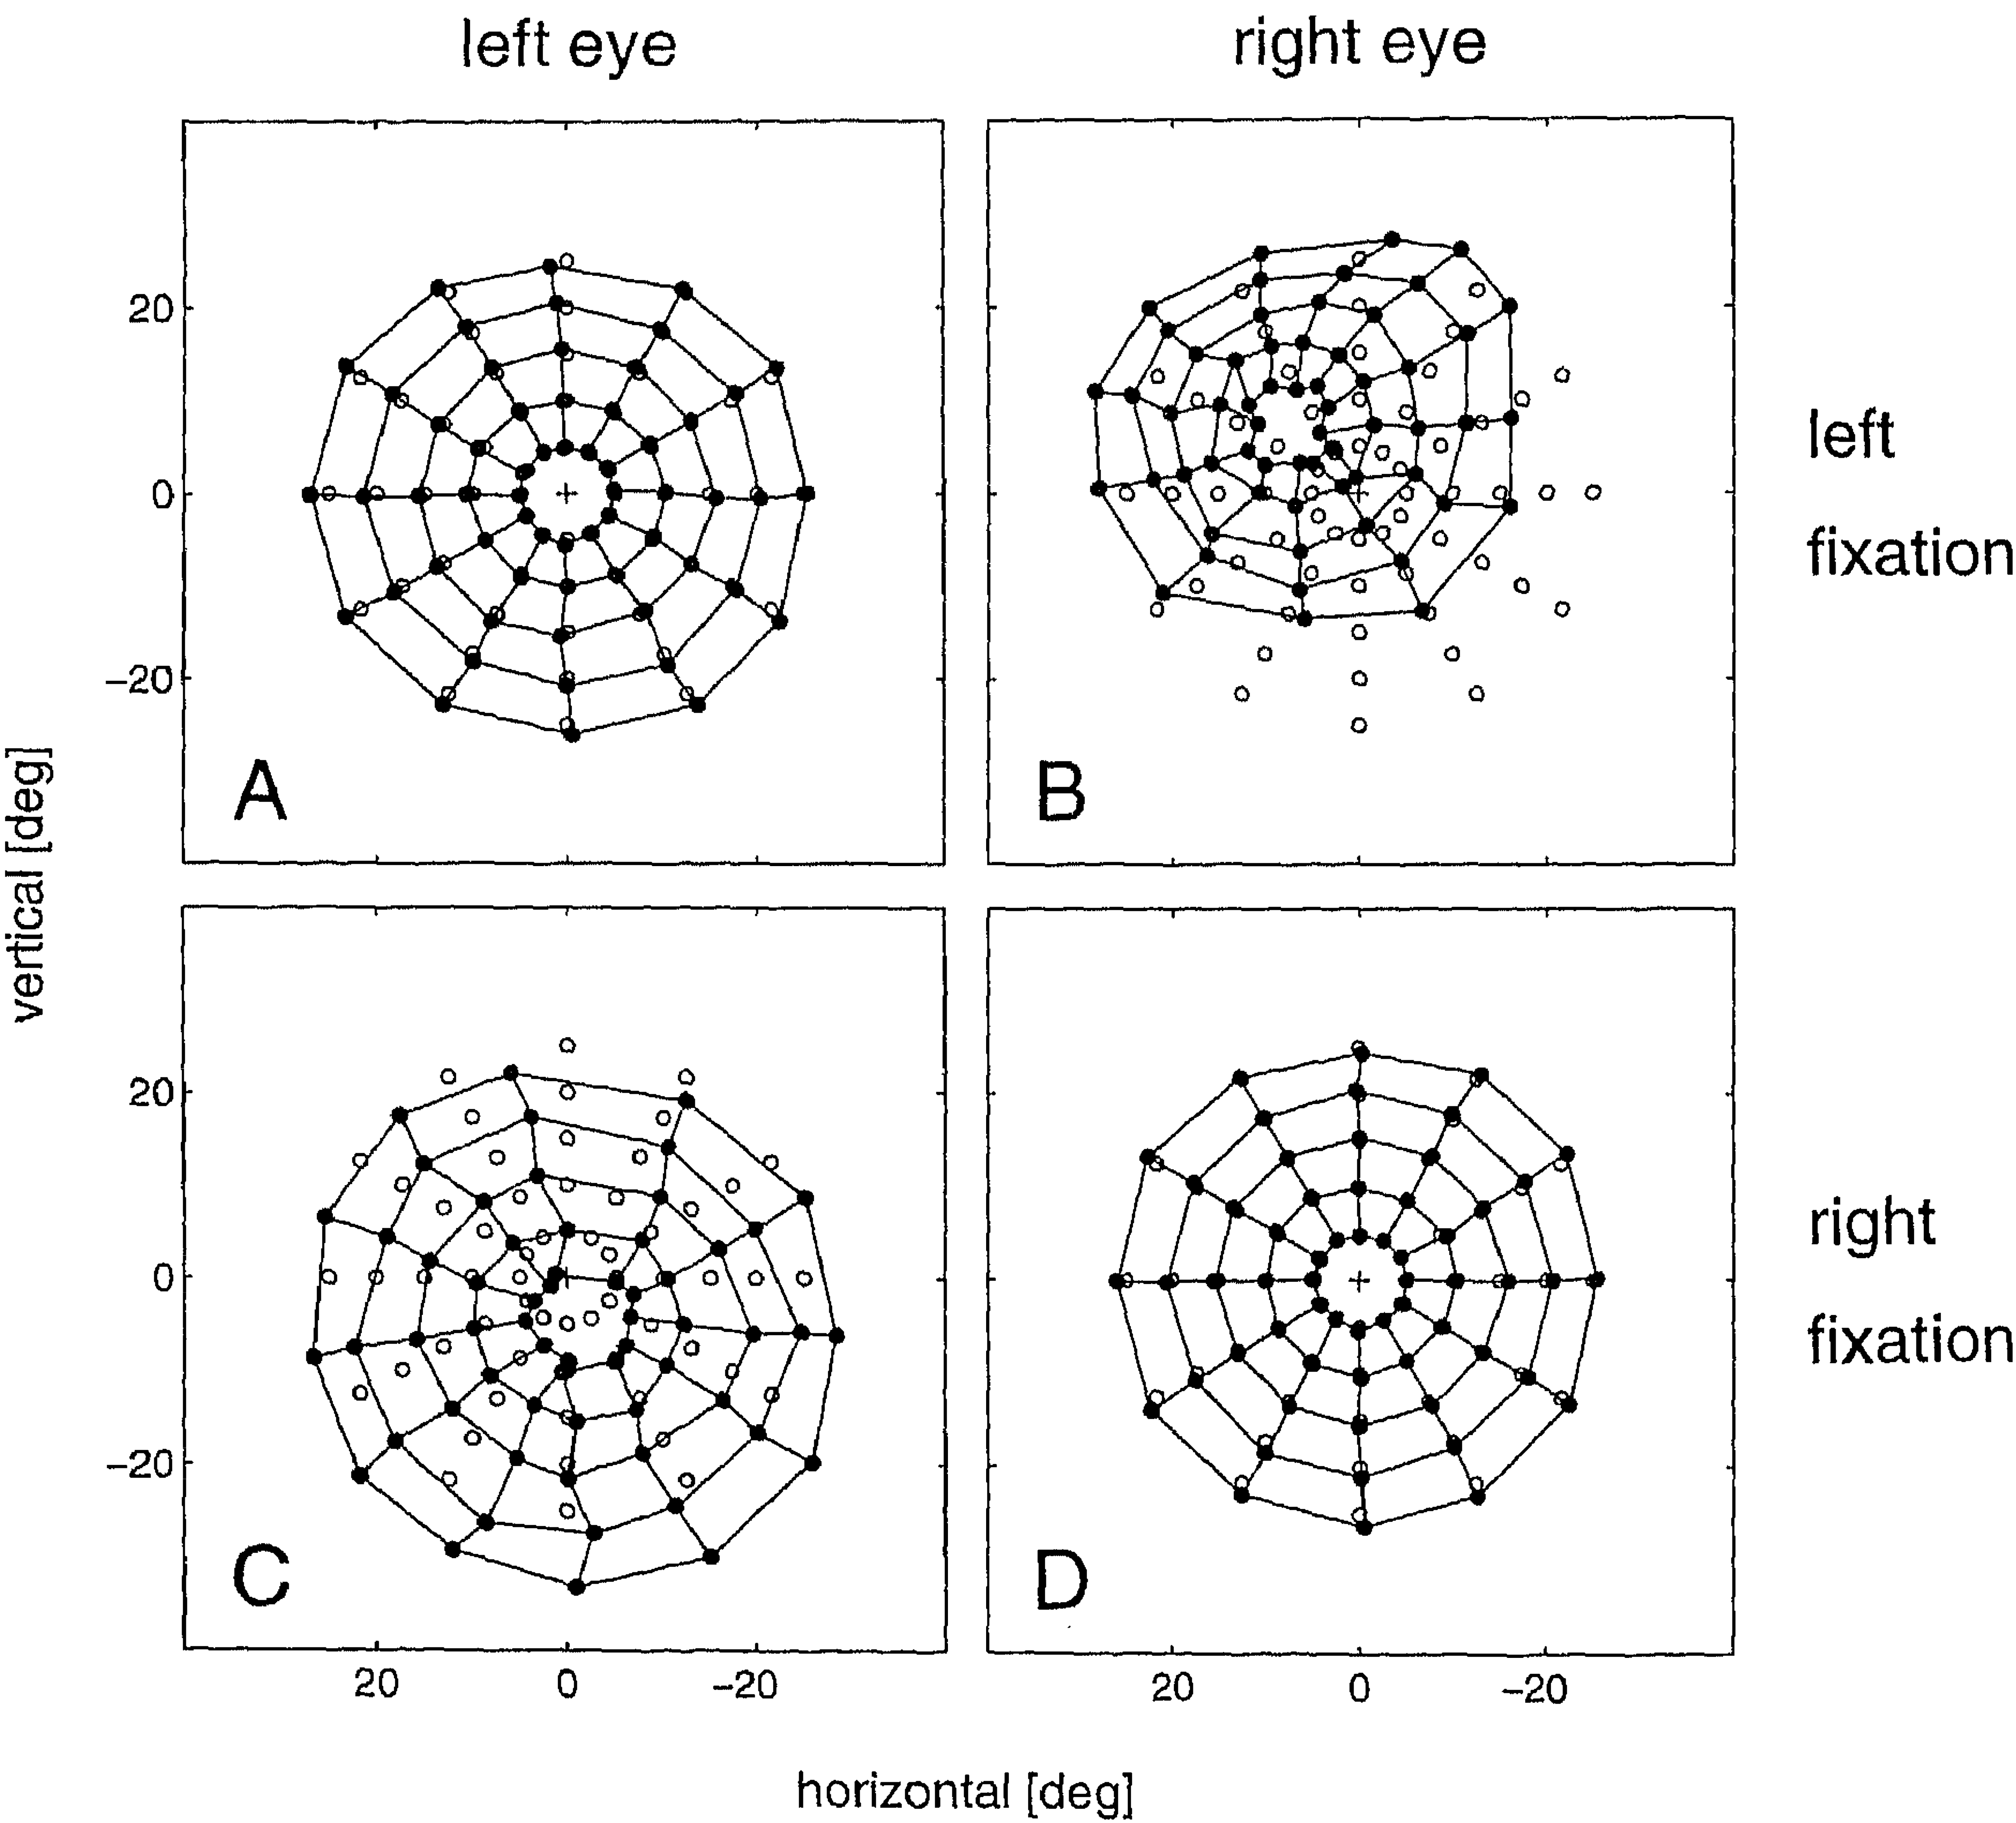 left eye
right eye
20
0
−20
A
B
left
fixation
vertical [deg]
20
0
−20
C
D
right
fixation
20
0
−20
20
0
−20
horizontal [deg]